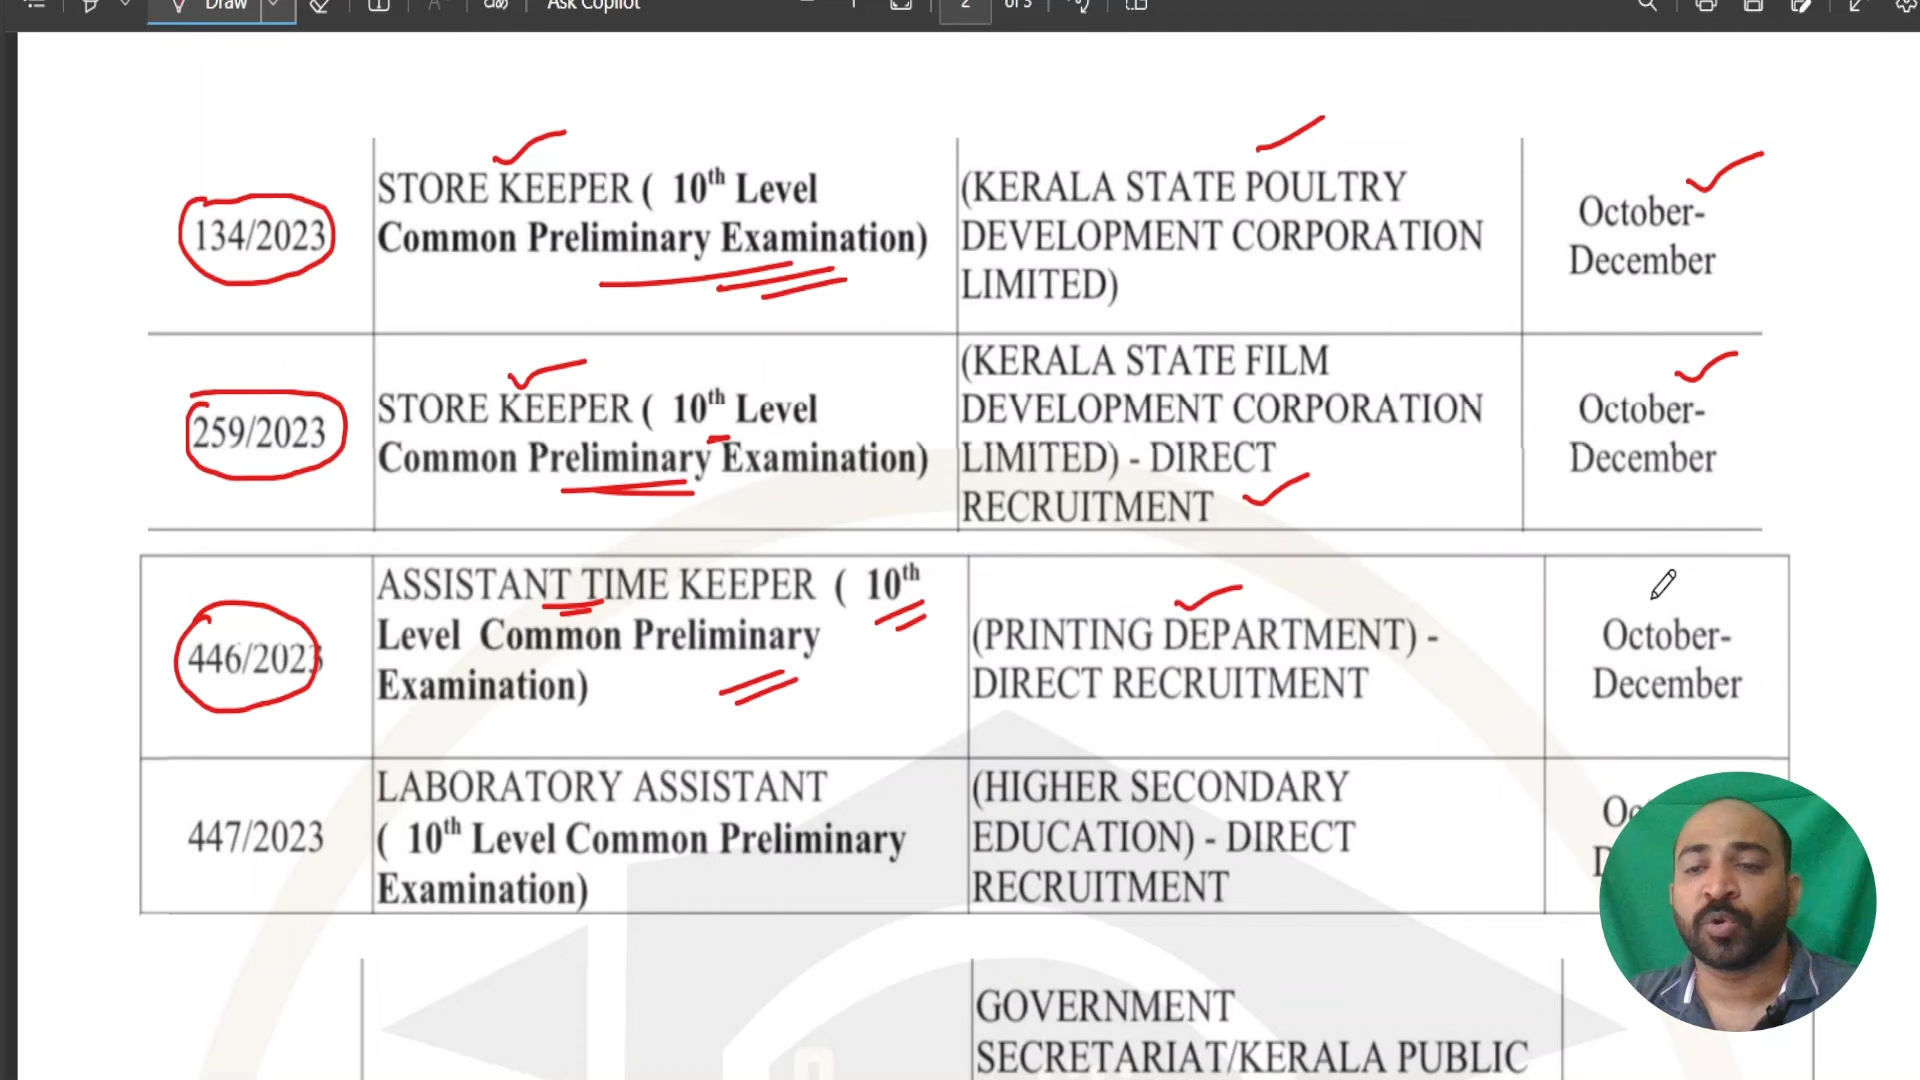 Draw
Ask Copilot
2
of 5
134/2023
STORE KEEPER ( 10th Level
Common Preliminary Examination)
(KERALA STATE POULTRY
DEVELOPMENT CORPORATION
LIMITED)
October-
December
259/2023
STORE KEEPER ( 10th Level
Common Preliminary Examination)
(KERALA STATE FILM
DEVELOPMENT CORPORATION
LIMITED) - DIRECT
RECRUITMENT
October-
December
446/2023
ASSISTANT TIME KEEPER ( 10th
Level Common Preliminary
Examination)
(PRINTING DEPARTMENT) -
DIRECT RECRUITMENT
October-
December
447/2023
LABORATORY ASSISTANT
( 10th Level Common Preliminary
Examination)
(HIGHER SECONDARY
EDUCATION) - DIRECT
RECRUITMENT
GOVERNMENT
SECRETARIAT/KERALA PUBLIC